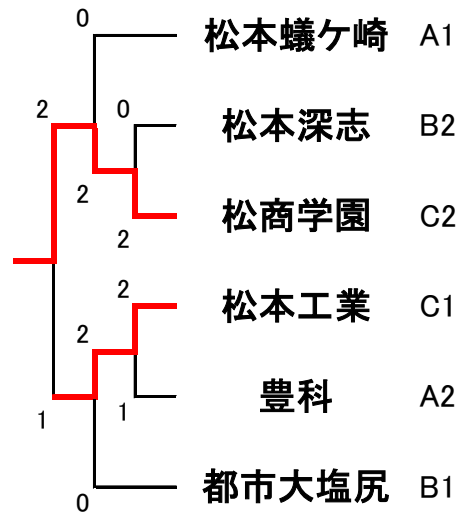 0
松本蟻ケ崎 A1
2 0
松本深志 B2
2
松商学園 C2
2
2
松本工業 C1
2
豊科 A2
1 1
都市大塩尻 B1
0